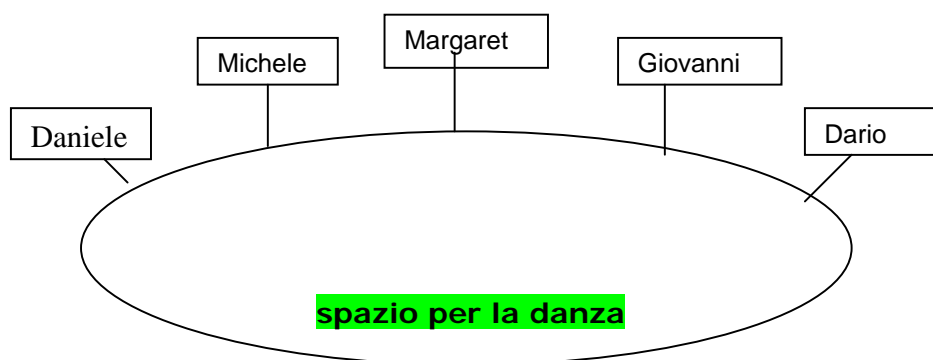 Margaret
Michele
Giovanni
Daniele
Dario
spazio per la danza